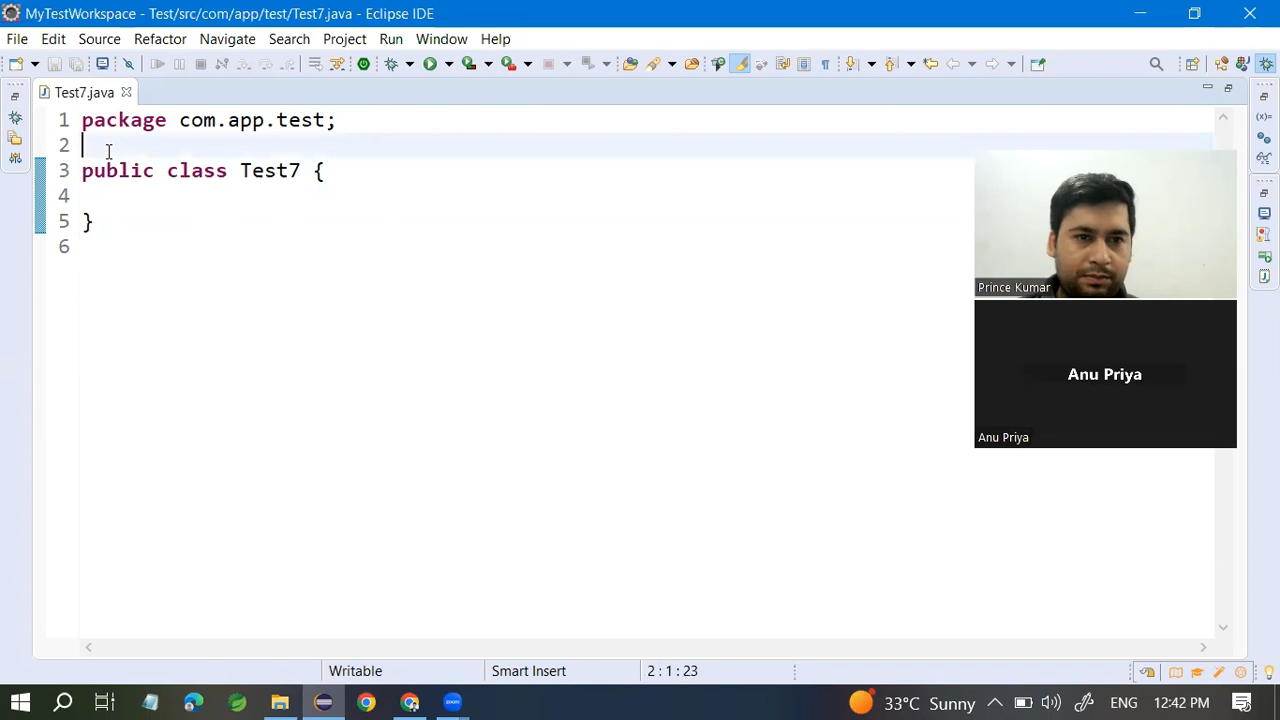 MyTestWorkspace - Test/src/com/app/test/Test7.java - Eclipse IDE
File Edit Source Refactor Navigate Search Project Run Window Help
Test7.java
1 package com.app.test;
2
3 public class Test7 {
4
5 }
6
Prince Kumar
Anu Priya
Anu Priya
Writable Smart Insert 2 : 1 : 23
zoom
33°C Sunny ENG 12:42 PM